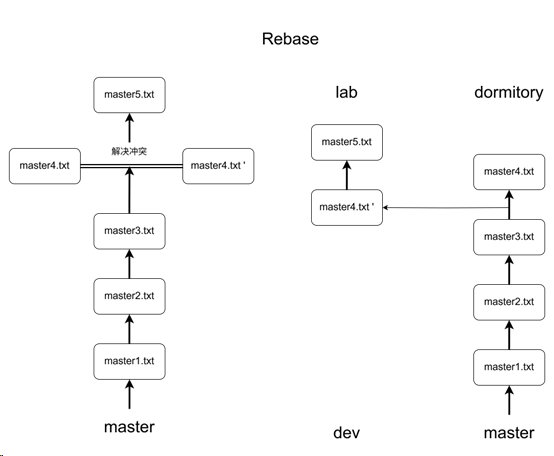 Rebase
lab
dormitory
master5.txt
解决冲突
master4.txt
master4.txt '
master3.txt
master2.txt
master1.txt
master
master5.txt
master4.txt '
dev
master4.txt
master3.txt
master2.txt
master1.txt
master